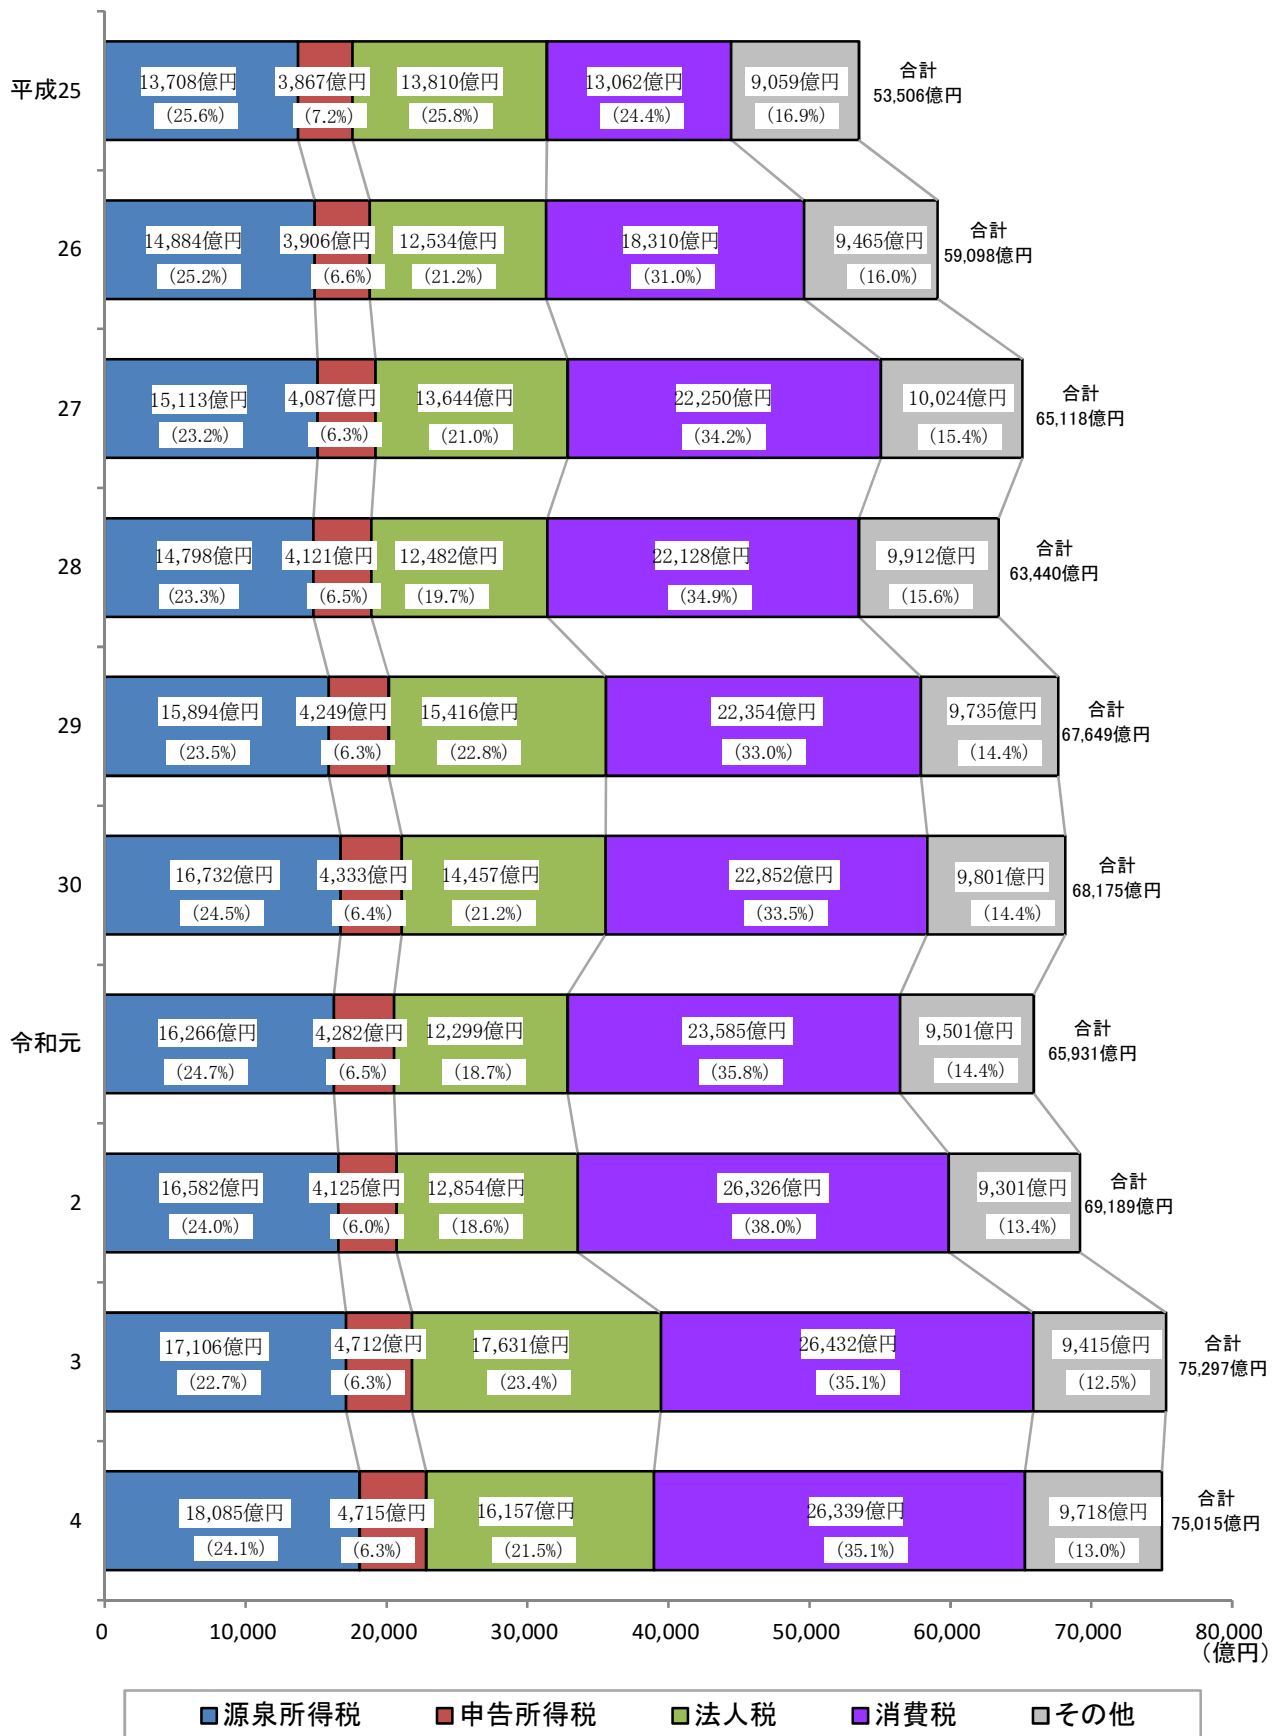 平成25
13,708億円 3,867億円 13,810億円 13,062億円 9,059億円 合計
(25.6%) (7.2%) (25.8%) (24.4%) (16.9%) 53,506億円
26
14,884億円 3,906億円 12,534億円 18,310億円 9,465億円 合計
(25.2%) (6.6%) (21.2%) (31.0%) (16.0%) 59,098億円
27
15,113億円 4,087億円 13,644億円 22,250億円 10,024億円 合計
(23.2%) (6.3%) (21.0%) (34.2%) (15.4%) 65,118億円
28
14,798億円 4,121億円 12,482億円 22,128億円 9,912億円 合計
(23.3%) (6.5%) (19.7%) (34.9%) (15.6%) 63,440億円
29
15,894億円 4,249億円 15,416億円 22,354億円 9,735億円 合計
(23.5%) (6.3%) (22.8%) (33.0%) (14.4%) 67,649億円
30
16,732億円 4,333億円 14,457億円 22,852億円 9,801億円 合計
(24.5%) (6.4%) (21.2%) (33.5%) (14.4%) 68,175億円
令和元
16,266億円 4,282億円 12,299億円 23,585億円 9,501億円 合計
(24.7%) (6.5%) (18.7%) (35.8%) (14.4%) 65,931億円
2
16,582億円 4,125億円 12,854億円 26,326億円 9,301億円 合計
(24.0%) (6.0%) (18.6%) (38.0%) (13.4%) 69,189億円
3
17,106億円 4,712億円 17,631億円 26,432億円 9,415億円 合計
(22.7%) (6.3%) (23.4%) (35.1%) (12.5%) 75,297億円
4
18,085億円 4,715億円 16,157億円 26,339億円 9,718億円 合計
(24.1%) (6.3%) (21.5%) (35.1%) (13.0%) 75,015億円
0 10,000 20,000 30,000 40,000 50,000 60,000 70,000 80,000
(億円)
源泉所得税 申告所得税 法人税 消費税 その他